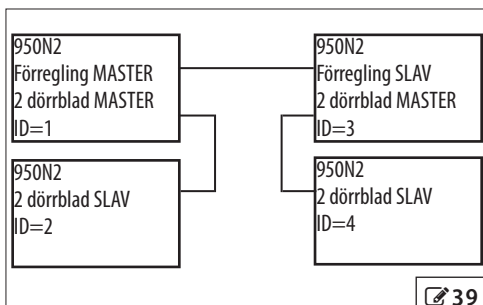 950N2
Förregling MASTER
2 dörrblad MASTER
ID=1
950N2
Förregling SLAV
2 dörrblad MASTER
ID=3
950N2
2 dörrblad SLAV
ID=2
950N2
2 dörrblad SLAV
ID=4
39